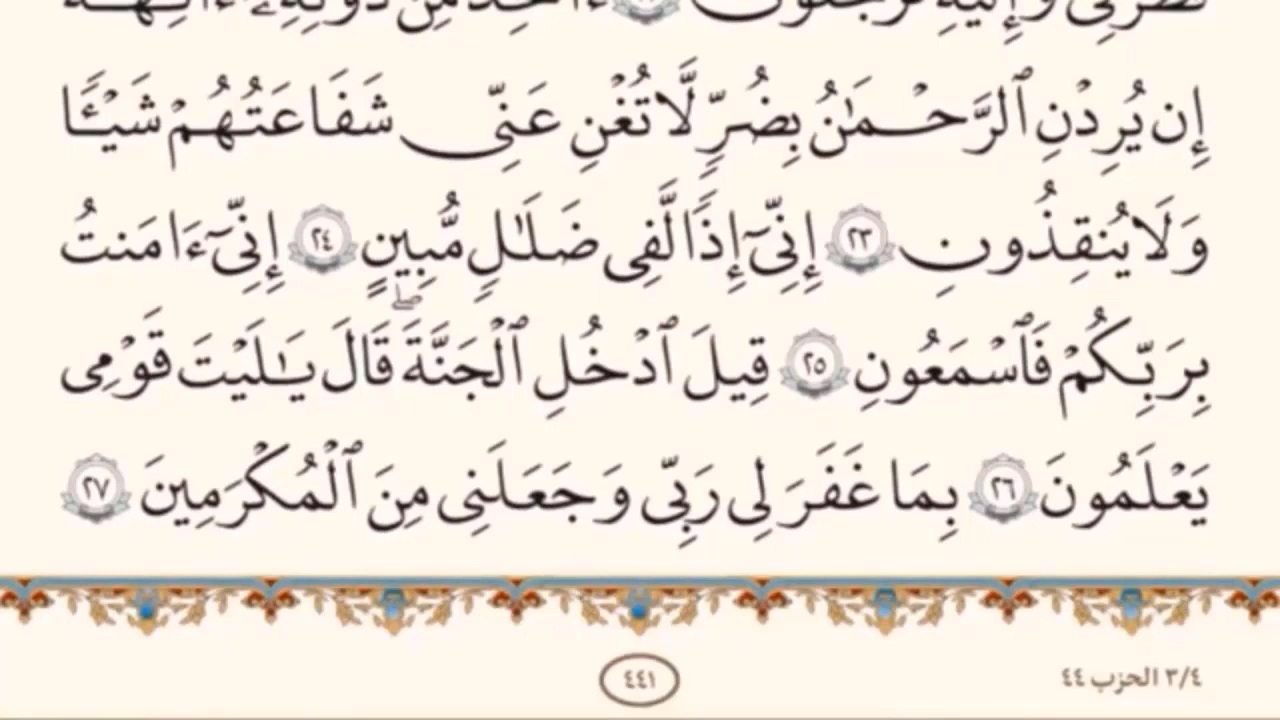 إِن يُرِدْنِ ٱلرَّحْمَٰنُ بِضُرٍّ لَّا تُغْنِ عَنِّى شَفَاعَتُهُمْ شَيْـًٔا
وَلَا يُنقِذُونِ ٢٣ إِنِّىٓ إِذًا لَّفِى ضَلَٰلٍ مُّبِينٍ ٢٤ إِنِّىٓ ءَامَنتُ
بِرَبِّكُمْ فَٱسْمَعُونِ ٢٥ قِيلَ ٱدْخُلِ ٱلْجَنَّةَۖ قَالَ يَٰلَيْتَ قَوْمِى
يَعْلَمُونَ ٢٦ بِمَا غَفَرَ لِى رَبِّى وَجَعَلَنِى مِنَ ٱلْمُكْرَمِينَ ٢٧
٣/٤ الحزب ٤٤
٤٤١